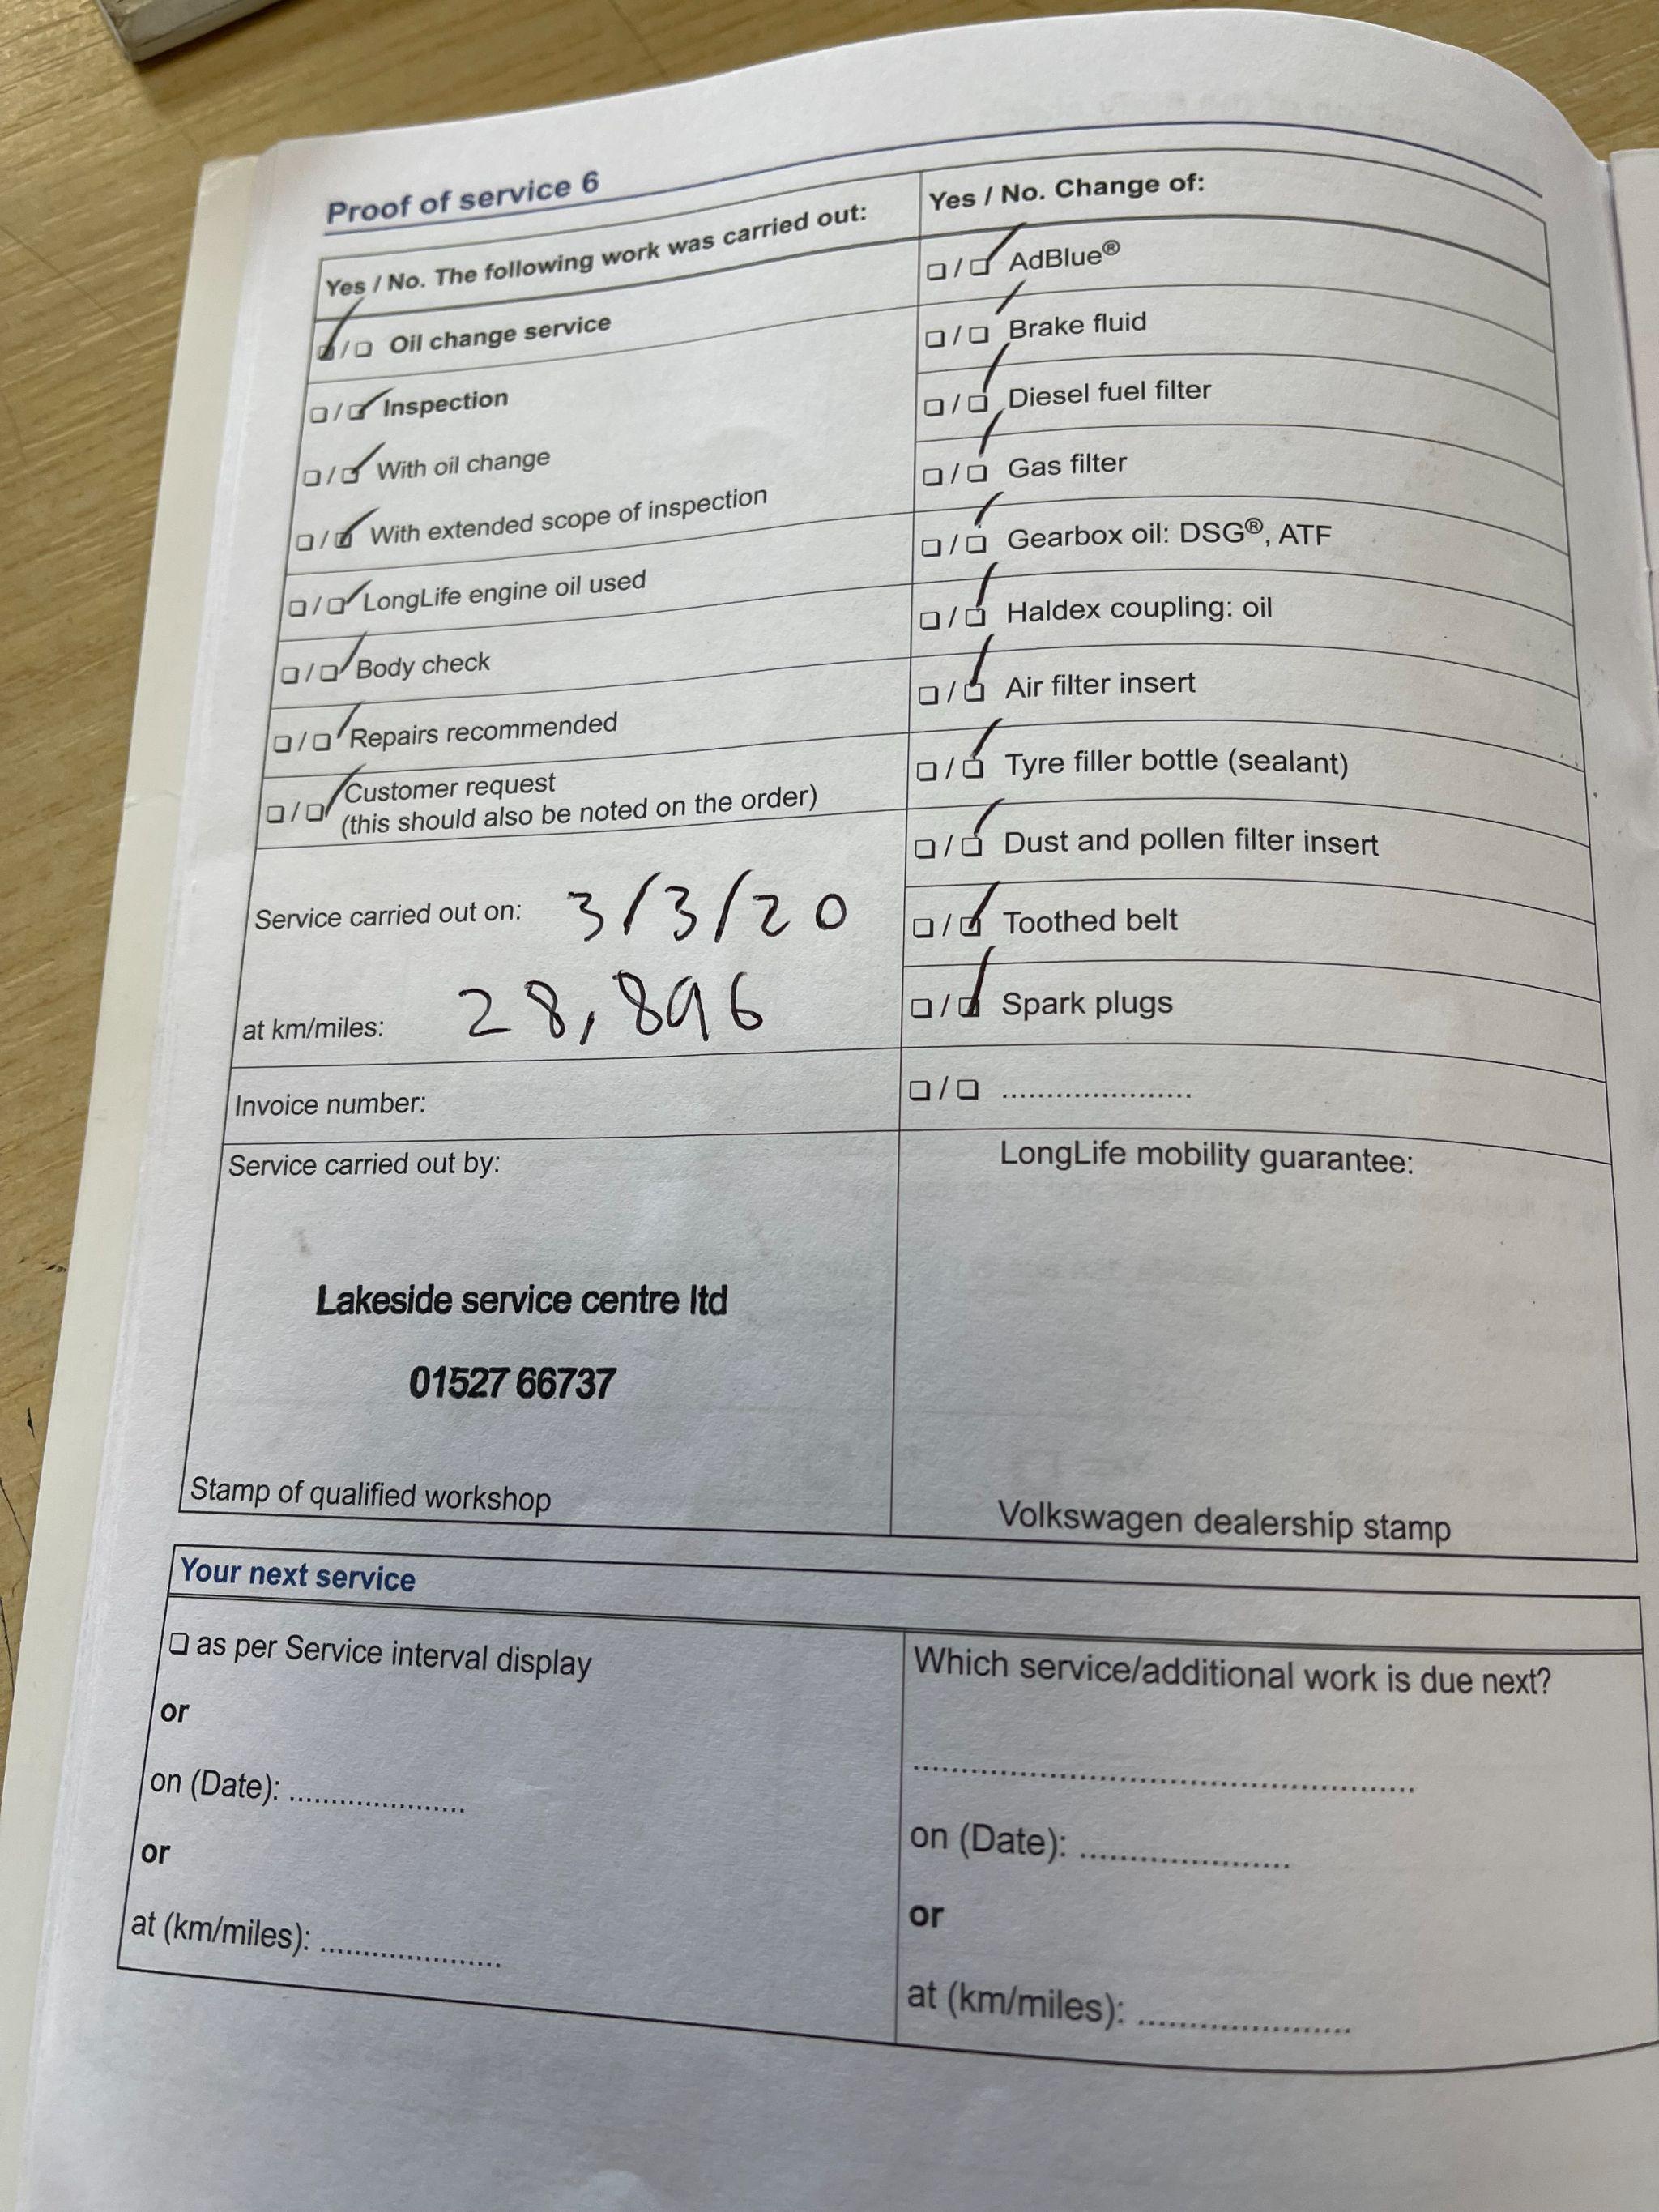 Proof of service 6
Yes / No. The following work was carried out:
❑ / ❑ Oil change service
❑ / ❑ Inspection
❑ / ❑ With oil change
❑ / ❑ With extended scope of inspection
❑ / ❑ LongLife engine oil used
❑ / ❑ Body check
❑ / ❑ Repairs recommended
❑ / ❑ Customer request
(this should also be noted on the order)
Service carried out on: 3/3/20
at km/miles: 28,896
Invoice number:
Service carried out by:
Lakeside service centre ltd
01527 66737
Stamp of qualified workshop
Yes / No. Change of:
❑ / ❑ AdBlue®
❑ / ❑ Brake fluid
❑ / ❑ Diesel fuel filter
❑ / ❑ Gas filter
❑ / ❑ Gearbox oil: DSG®, ATF
❑ / ❑ Haldex coupling: oil
❑ / ❑ Air filter insert
❑ / ❑ Tyre filler bottle (sealant)
❑ / ❑ Dust and pollen filter insert
❑ / ❑ Toothed belt
❑ / ❑ Spark plugs
❑ / ❑ ......................
LongLife mobility guarantee:
Volkswagen dealership stamp
Your next service
❑ as per Service interval display
or
on (Date): .....................
or
at (km/miles): .....................
Which service/additional work is due next?
............................................................
on (Date): .........................
or
at (km/miles): .........................